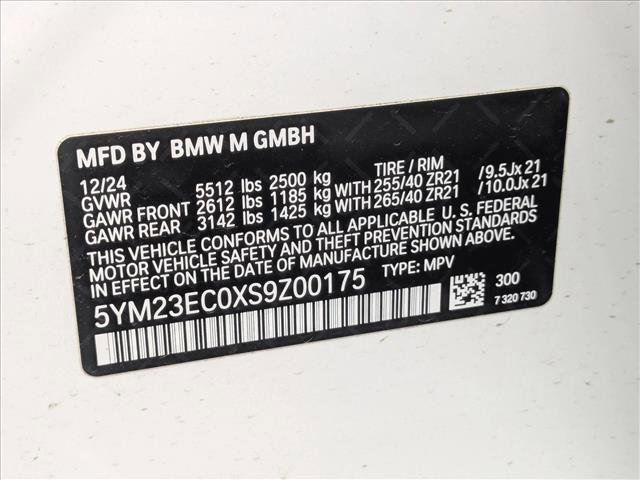 MFD BY BMW M GMBH
12/24 TIRE / RIM
GVWR 5512 lbs 2500 kg
GAWR FRONT 2612 lbs 1185 kg WITH 255/40 ZR21 /9.5Jx 21
GAWR REAR 3142 lbs 1425 kg WITH 265/40 ZR21 /10.0Jx 21
THIS VEHICLE CONFORMS TO ALL APPLICABLE U. S. FEDERAL
MOTOR VEHICLE SAFETY AND THEFT PREVENTION STANDARDS
IN EFFECT ON THE DATE OF MANUFACTURE SHOWN ABOVE.
5YM23EC0XS9Z00175 TYPE: MPV
300
7 320 730